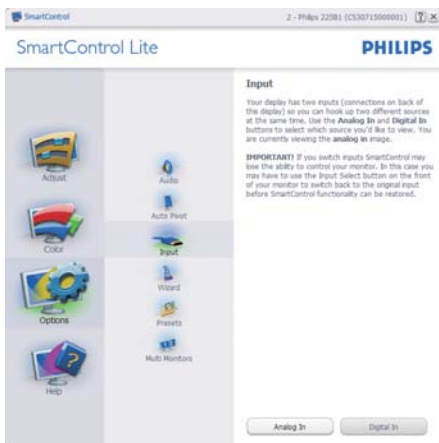 SmartControl
2 - Philips 225B1 (CS30715000001)
SmartControl Lite
PHILIPS
Adjust
Color
Options
Help
Audio
Auto Pivot
Input
Wizard
Presets
Multi Monitors
Input
Your display has two inputs (connections on back of
this display) so you can hook up two different sources
at the same time. Use the Analog In and Digital In
buttons to select which source you'd like to view. You
are currently viewing the analog in image.
IMPORTANT! If you switch inputs SmartControl may
lose the ability to control your monitor. In this case you
may have to use the Input Select button on the front
of your monitor to switch back to the original input
before SmartControl functionality can be restored.
Analog In
Digital In